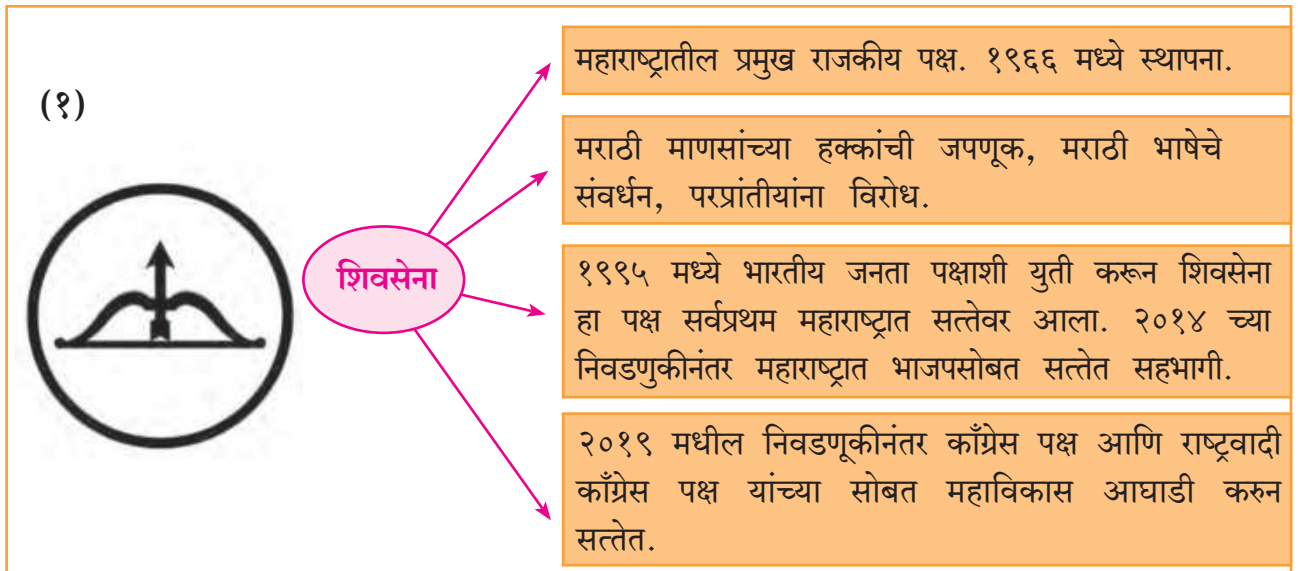 महाराष्ट्रातील प्रमुख राजकीय पक्ष. १९६६ मध्ये स्थापना.
(१)
मराठी माणसांच्या हक्कांची जपणूक, मराठी भाषेचे
संवर्धन, परप्रांतीयांना विरोध.
शिवसेना
१९९५ मध्ये भारतीय जनता पक्षाशी युती करून शिवसेना
हा पक्ष सर्वप्रथम महाराष्ट्रात सत्तेवर आला. २०१४ च्या
निवडणुकीनंतर महाराष्ट्रात भाजपसोबत सत्तेत सहभागी.
२०१९ मधील निवडणूकीनंतर काँग्रेस पक्ष आणि राष्ट्रवादी
काँग्रेस पक्ष यांच्या सोबत महाविकास आघाडी करुन
सत्तेत.